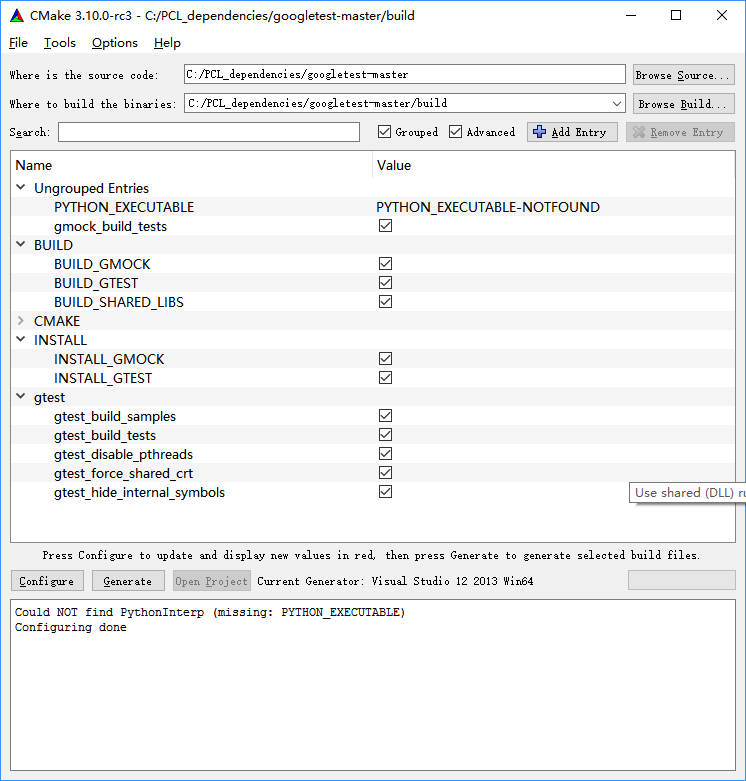 CMake 3.10.0-rc3 - C:/PCL_dependencies/googletest-master/build
File Tools Options Help
Where is the source code: C:/PCL_dependencies/googletest-master Browse Source...
Where to build the binaries: C:/PCL_dependencies/googletest-master/build Browse Build...
Search: Grouped Advanced Add Entry Remove Entry
Name Value
Ungrouped Entries
PYTHON_EXECUTABLE PYTHON_EXECUTABLE-NOTFOUND
gmock_build_tests
BUILD
BUILD_GMOCK
BUILD_GTEST
BUILD_SHARED_LIBS
CMAKE
INSTALL
INSTALL_GMOCK
INSTALL_GTEST
gtest
gtest_build_samples
gtest_build_tests
gtest_disable_pthreads
gtest_force_shared_crt
gtest_hide_internal_symbols
Use shared (DLL) ru
Press Configure to update and display new values in red, then press Generate to generate selected build files.
Configure Generate Open Project Current Generator: Visual Studio 12 2013 Win64
Could NOT find PythonInterp (missing: PYTHON_EXECUTABLE)
Configuring done